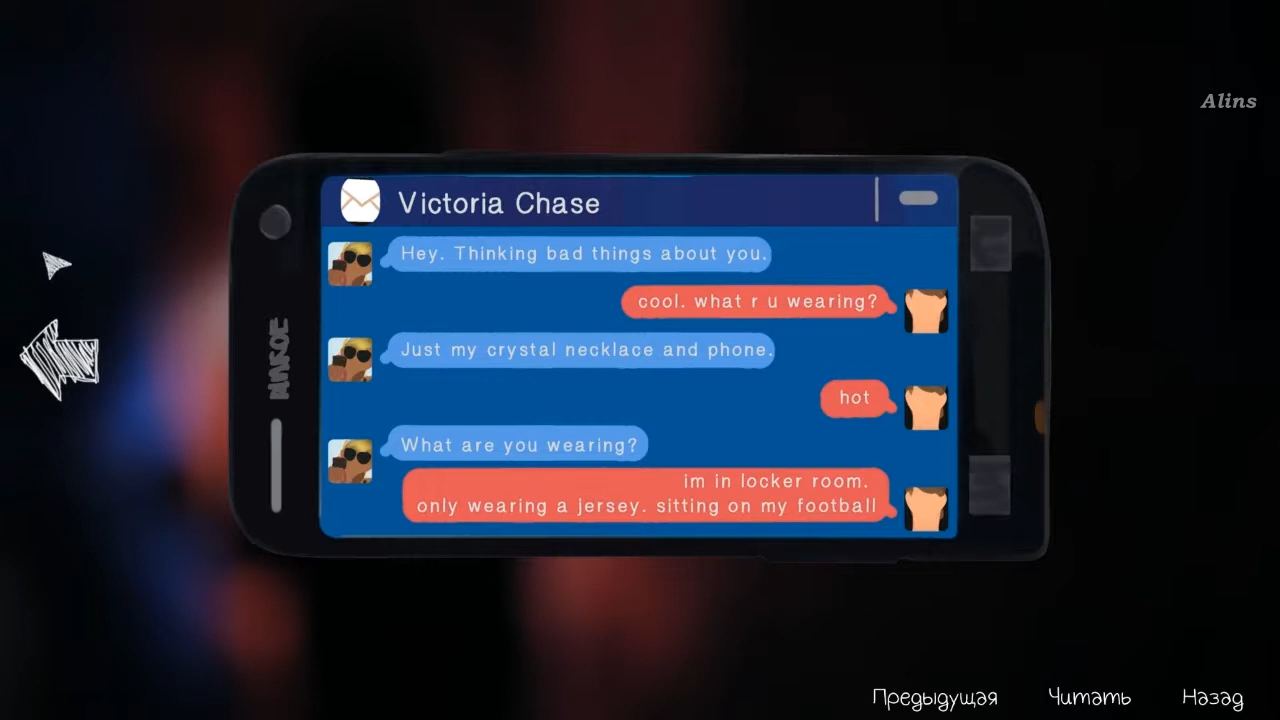 Alins
Victoria Chase
Hey. Thinking bad things about you.
cool. what r u wearing?
Just my crystal necklace and phone.
hot
What are you wearing?
im in locker room.
only wearing a jersey. sitting on my football
Предыдущая Читать Назад